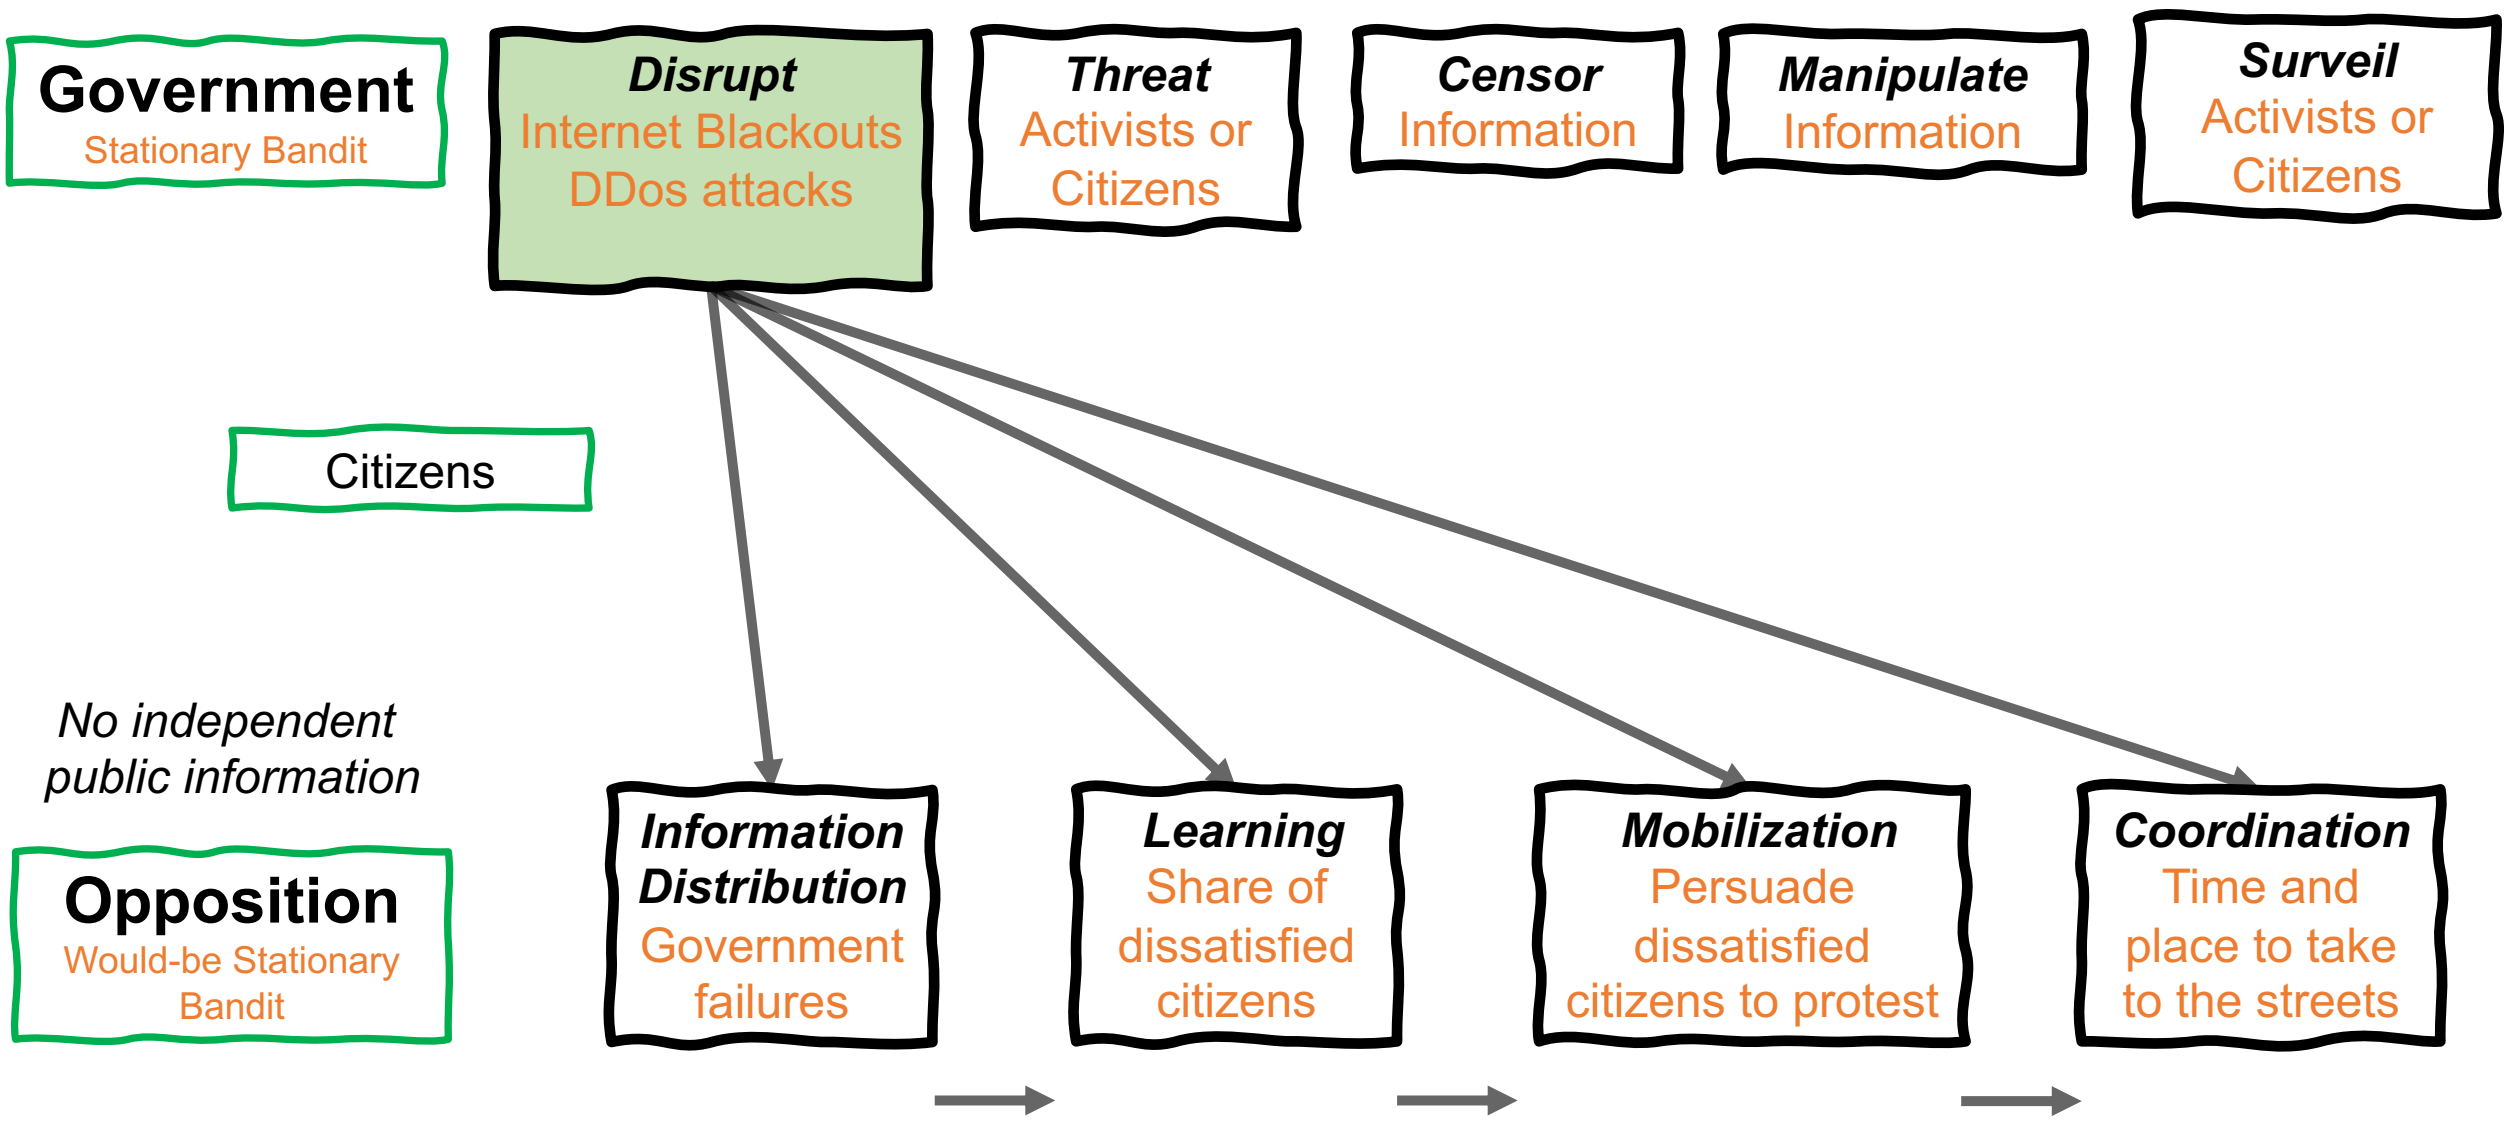 Government
Stationary Bandit
Disrupt
Internet Blackouts
DDos attacks
Threat
Activists or
Citizens
Censor
Information
Manipulate
Information
Surveil
Activists or
Citizens
Citizens
No independent
public information
Opposition
Would-be Stationary
Bandit
Information
Distribution
Government
failures
Learning
Share of
dissatisfied
citizens
Mobilization
Persuade
dissatisfied
citizens to protest
Coordination
Time and
place to take
to the streets